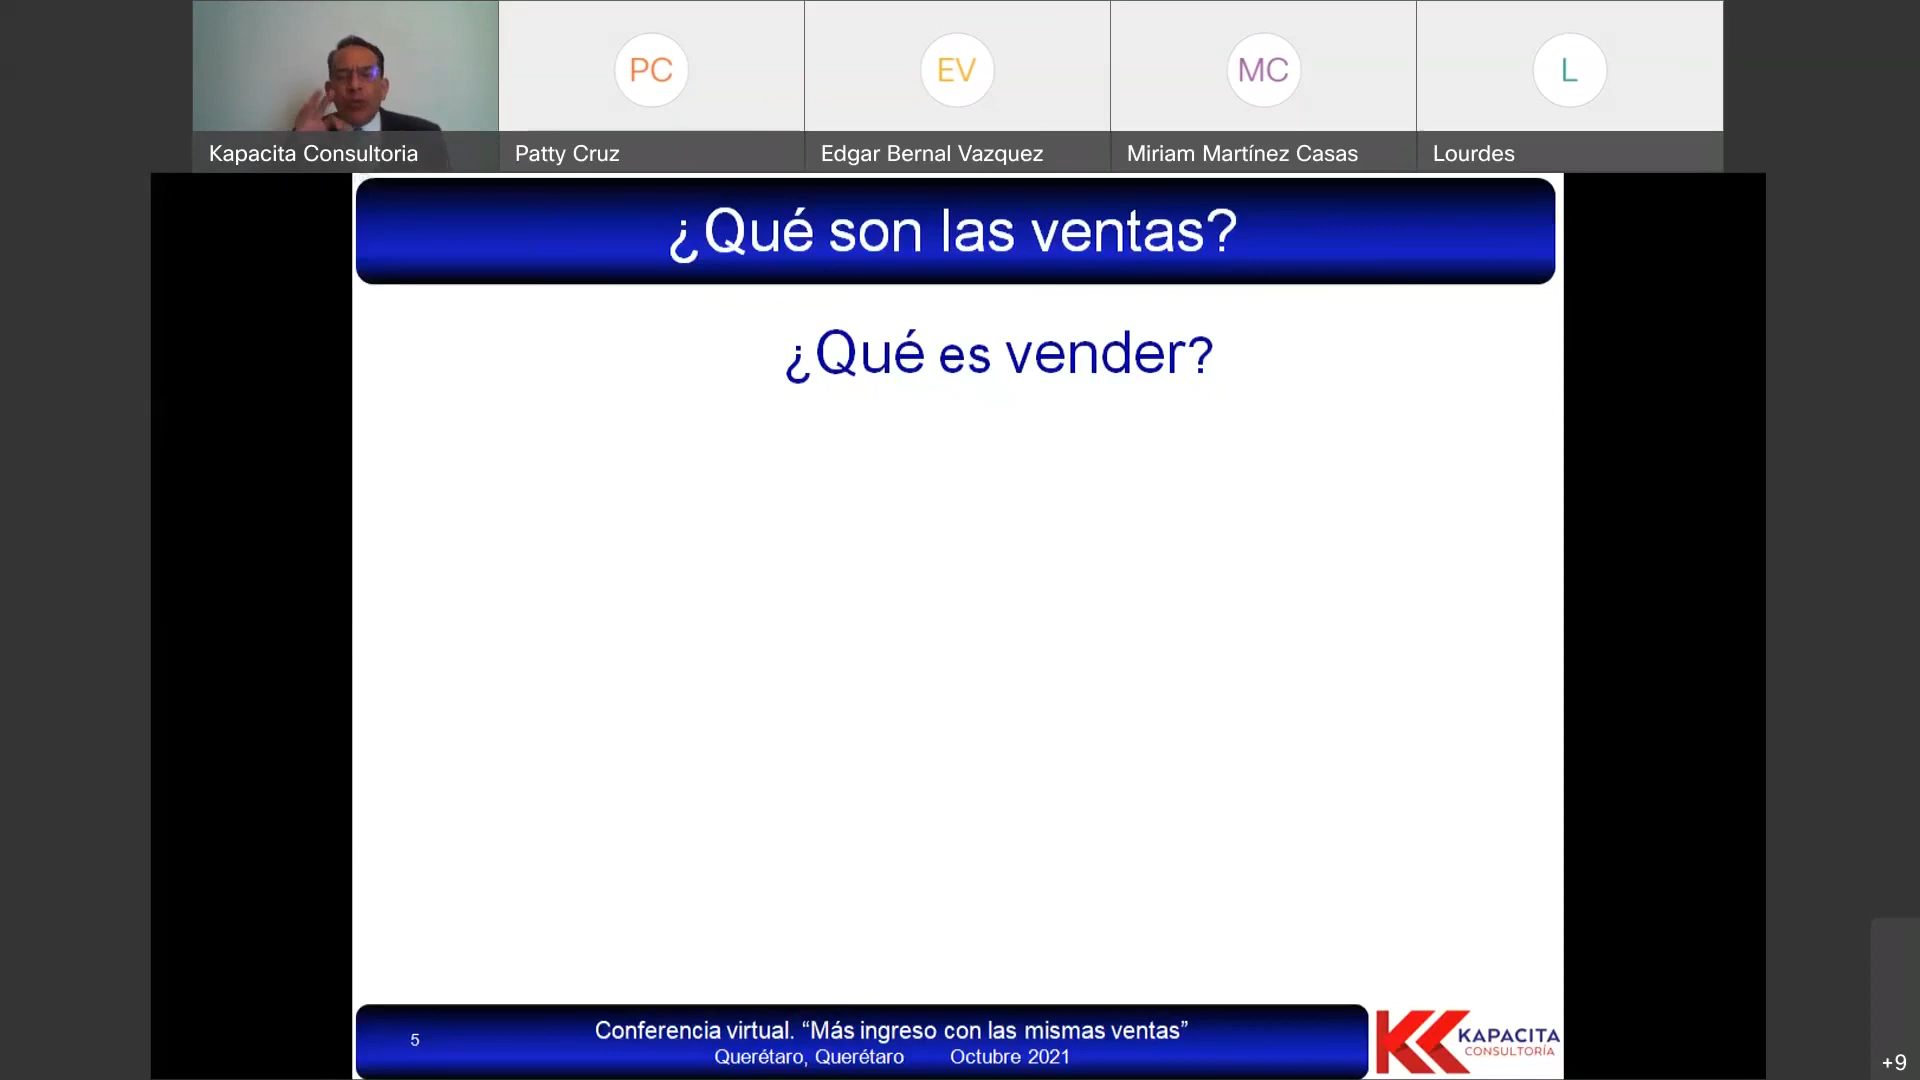 PC
EV
MC
L
Kapacita Consultoria
Patty Cruz
Edgar Bernal Vazquez
Miriam Martínez Casas
Lourdes
¿Qué son las ventas?
¿Qué es vender?
5
Conferencia virtual. “Más ingreso con las mismas ventas”
Querétaro, Querétaro Octubre 2021
KAPACITA
CONSULTORÍA
+9